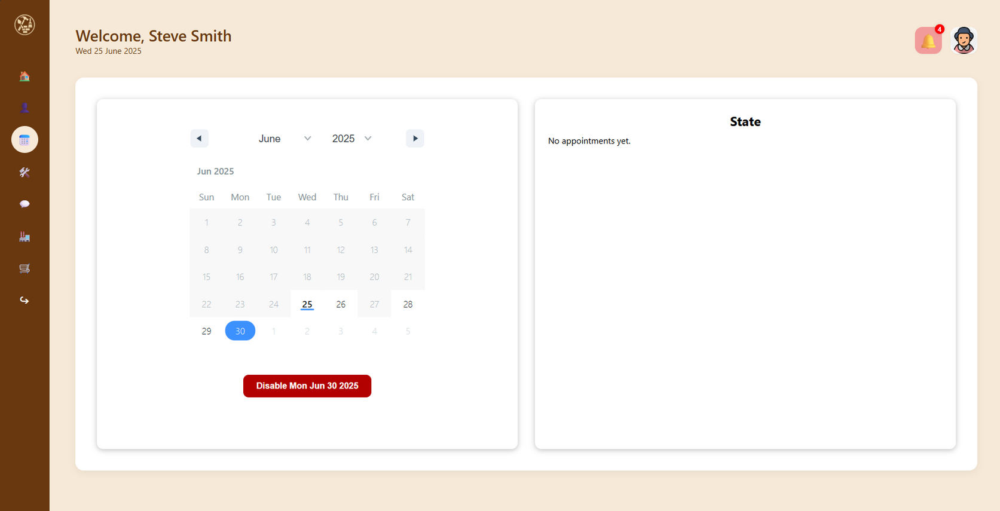 Welcome, Steve Smith
Wed 25 June 2025
4
June 2025
Jun 2025
Sun Mon Tue Wed Thu Fri Sat
1 2 3 4 5 6 7
8 9 10 11 12 13 14
15 16 17 18 19 20 21
22 23 24 25 26 27 28
29 30 1 2 3 4 5
Disable Mon Jun 30 2025
State
No appointments yet.